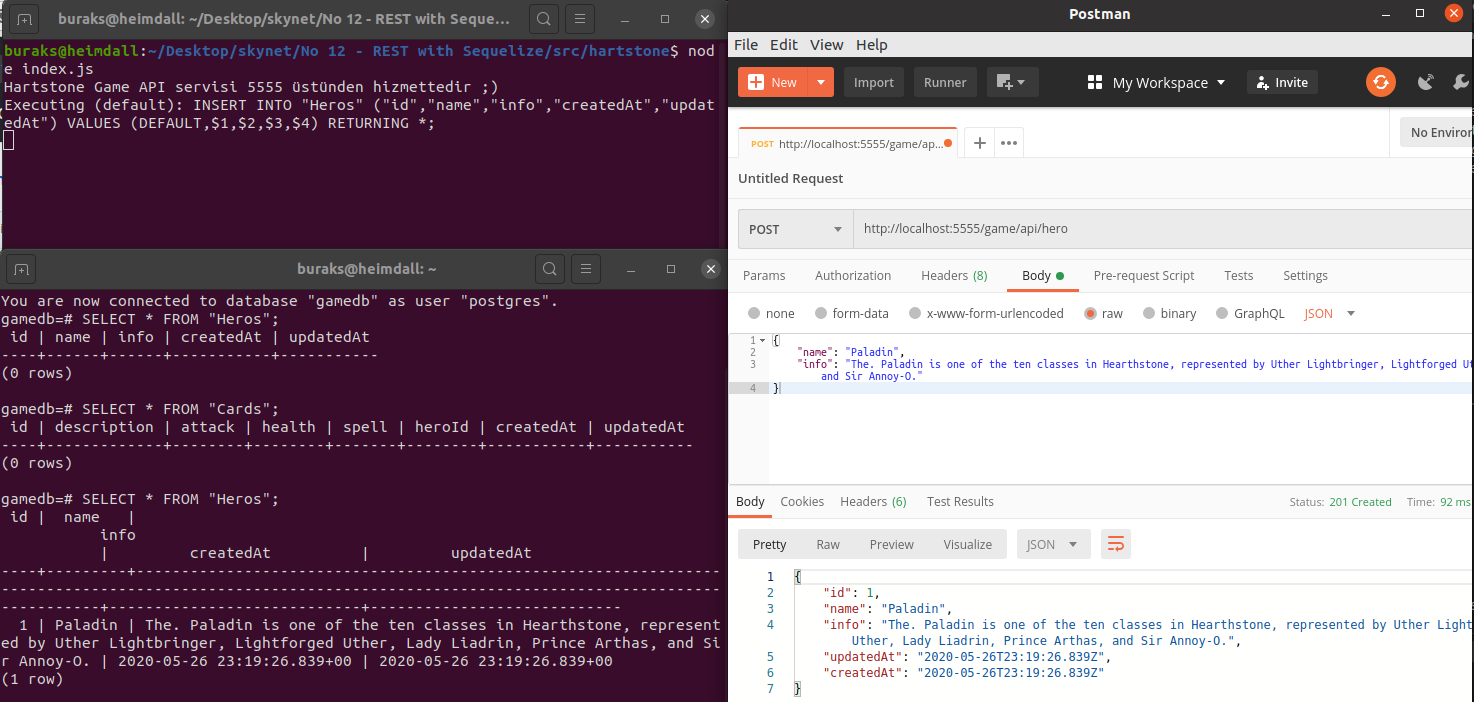 buraks@heimdall: ~/Desktop/skynet/No 12 - REST with Seque...
buraks@heimdall:~/Desktop/skynet/No 12 - REST with Sequelize/src/hartstone$ nod
e index.js
Hartstone Game API servisi 5555 üstünden hizmettedir ;)
Executing (default): INSERT INTO "Heros" ("id","name","info","createdAt","updat
edAt") VALUES (DEFAULT,$1,$2,$3,$4) RETURNING *;
buraks@heimdall: ~
You are now connected to database "gamedb" as user "postgres".
gamedb=# SELECT * FROM "Heros";
id | name | info | createdAt | updatedAt
----+------+------+-----------+-----------
(0 rows)
gamedb=# SELECT * FROM "Cards";
id | description | attack | health | spell | heroId | createdAt | updatedAt
----+-------------+--------+--------+-------+--------+-----------+-----------
(0 rows)
gamedb=# SELECT * FROM "Heros";
id |  name   |
info
|         createdAt          |         updatedAt
----+---------+-----------------------------------------------------------------
--------------------------------------------------------------------------------
-----------+----------------------------+----------------------------
1 | Paladin | The. Paladin is one of the ten classes in Hearthstone, represent
ed by Uther Lightbringer, Lightforged Uther, Lady Liadrin, Prince Arthas, and Si
r Annoy-O. | 2020-05-26 23:19:26.839+00 | 2020-05-26 23:19:26.839+00
(1 row)
Postman
File Edit View Help
New Import Runner My Workspace Invite
POST http://localhost:5555/game/ap... + ••• No Environ
Untitled Request
POST http://localhost:5555/game/api/hero
Params Authorization Headers (8) Body Pre-request Script Tests Settings
none form-data x-www-form-urlencoded raw binary GraphQL JSON
1 {
2 "name": "Paladin",
3 "info": "The. Paladin is one of the ten classes in Hearthstone, represented by Uther Lightbringer, Lightforged Ut
and Sir Annoy-O."
4 }
Body Cookies Headers (6) Test Results Status: 201 Created Time: 92 ms
Pretty Raw Preview Visualize JSON
1 {
2 "id": 1,
3 "name": "Paladin",
4 "info": "The. Paladin is one of the ten classes in Hearthstone, represented by Uther Light
Uther, Lady Liadrin, Prince Arthas, and Sir Annoy-O.",
5 "updatedAt": "2020-05-26T23:19:26.839Z",
6 "createdAt": "2020-05-26T23:19:26.839Z"
7 }